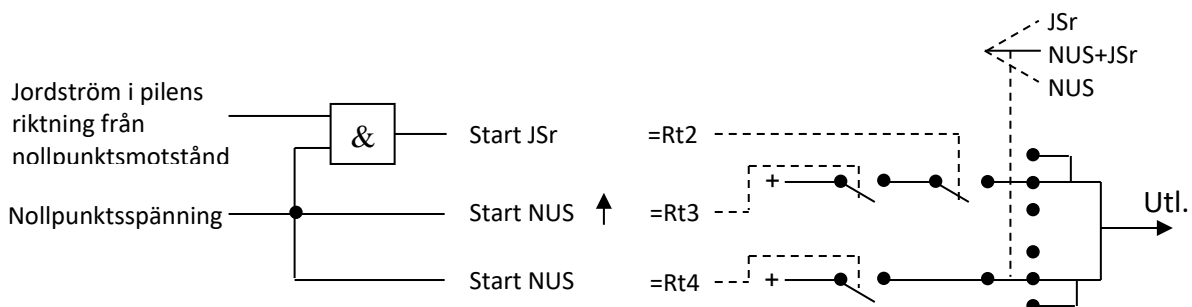 JSr
NUS+JSr
NUS
Jordström i pilens
riktning från
nollpunktsmotstånd
&
Start JSr =Rt2
+
Nollpunktsspänning
Start NUS ↑ =Rt3
Utl.
Start NUS =Rt4
+